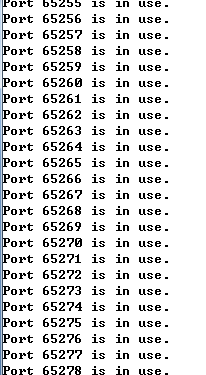 Port 65255 is in use.
Port 65256 is in use.
Port 65257 is in use.
Port 65258 is in use.
Port 65259 is in use.
Port 65260 is in use.
Port 65261 is in use.
Port 65262 is in use.
Port 65263 is in use.
Port 65264 is in use.
Port 65265 is in use.
Port 65266 is in use.
Port 65267 is in use.
Port 65268 is in use.
Port 65269 is in use.
Port 65270 is in use.
Port 65271 is in use.
Port 65272 is in use.
Port 65273 is in use.
Port 65274 is in use.
Port 65275 is in use.
Port 65276 is in use.
Port 65277 is in use.
Port 65278 is in use.